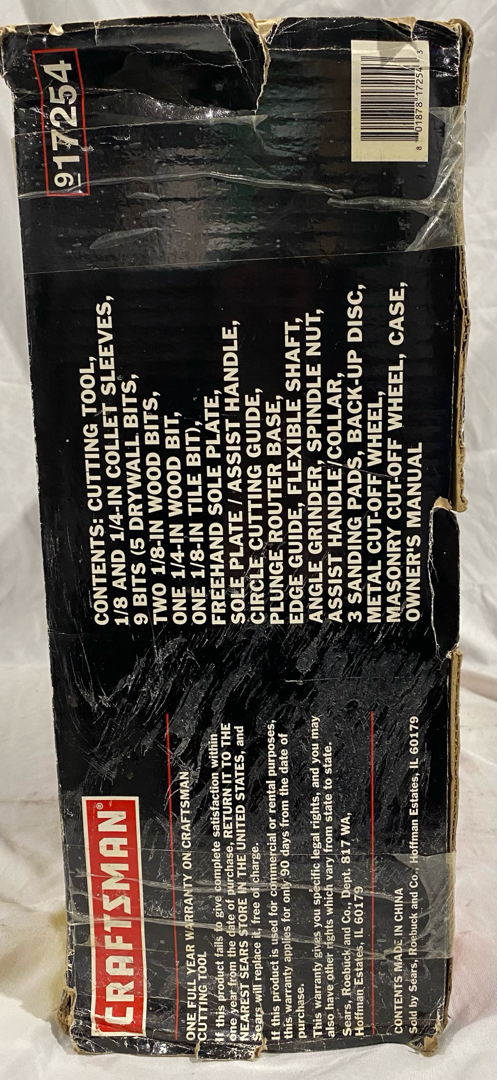 CRAFTSMAN®
ONE FULL YEAR WARRANTY ON CRAFTSMAN
CUTTING TOOL
If this product fails to give complete satisfaction within
one year from the date of purchase, RETURN IT TO THE
NEAREST SEARS STORE IN THE UNITED STATES, and
Sears will replace it, free of charge.
If this product is used for commercial or rental purposes,
this warranty applies for only 90 days from the date of
purchase.
This warranty gives you specific legal rights, and you may
also have other rights which vary from state to state.
Sears, Roebuck and Co., Dept. 817 WA,
Hoffman Estates, IL 60179
CONTENTS MADE IN CHINA
Sold by Sears, Roebuck and Co., Hoffman Estates, IL 60179
CONTENTS: CUTTING TOOL,
1/8 AND 1/4-IN COLLET SLEEVES,
9 BITS (5 DRYWALL BITS,
TWO 1/8-IN WOOD BITS,
ONE 1/4-IN WOOD BIT,
ONE 1/8-IN TILE BIT),
FREEHAND SOLE PLATE,
SOLE PLATE / ASSIST HANDLE,
CIRCLE CUTTING GUIDE,
PLUNGE ROUTER BASE,
EDGE GUIDE, FLEXIBLE SHAFT,
ANGLE GRINDER, SPINDLE NUT,
ASSIST HANDLE/COLLAR,
3 SANDING PADS, BACK-UP DISC,
METAL CUT-OFF WHEEL,
MASONRY CUT-OFF WHEEL, CASE,
OWNER'S MANUAL
917254
8 01878 17254 3